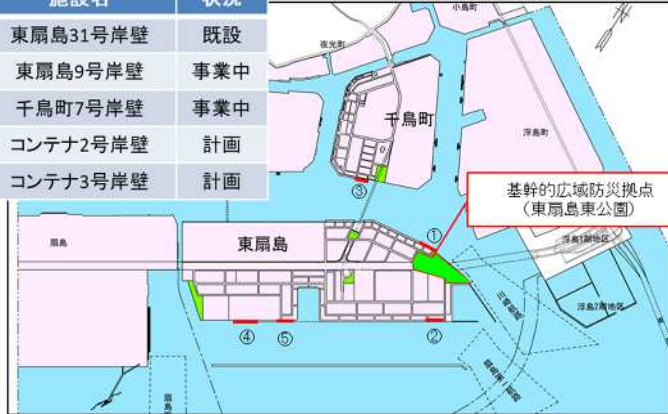 施設名 状況
東扇島31号岸壁 既設
東扇島9号岸壁 事業中
千鳥町7号岸壁 事業中
コンテナ2号岸壁 計画
コンテナ3号岸壁 計画
小島町
夜光町
千鳥町
浮島町
③
基幹的広域防災拠点
(東扇島東公園)
①
扇島
東扇島
浮島1期地区
浮島2期地区
④
⑤
②